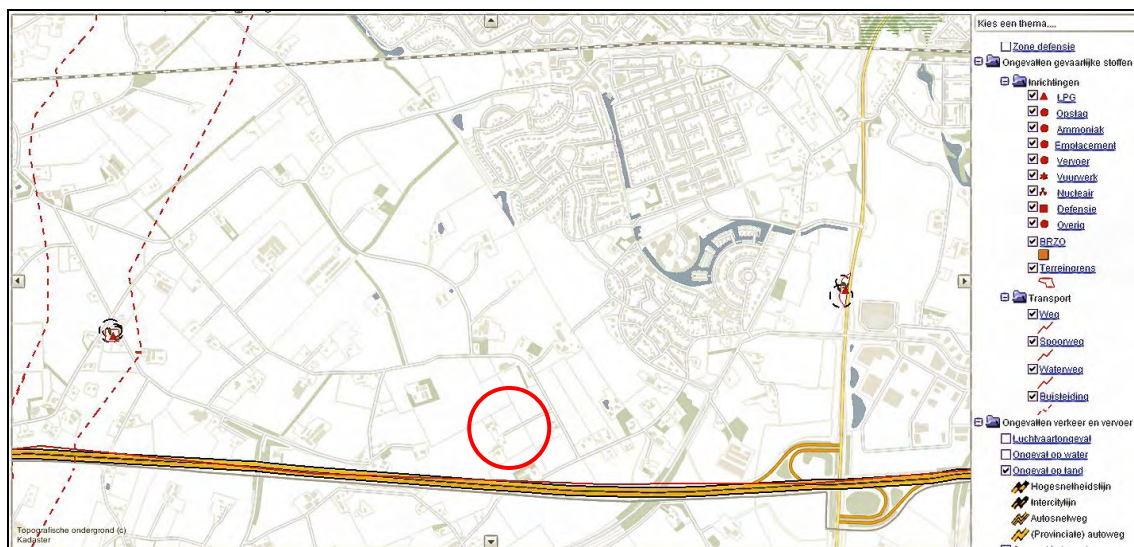 Kies een thema....
Zone defensie
Ongevallen gevaarlijke stoffen
Inrichtingen
LPG
Opslag
Ammoniak
Emplacement
Vervoer
Vuurwerk
Nucleair
Defensie
Overig
BRZO
Terreingrens
Transport
Weg
Spoorweg
Waterweg
Buisleiding
Ongevallen verkeer en vervoer
Luchtvaartongeval
Ongeval op water
Ongeval op land
Hogesnelheidslijn
Intercitylijn
Autosnelweg
(Provinciale) autoweg
Topografische ondergrond (c)
Kadaster